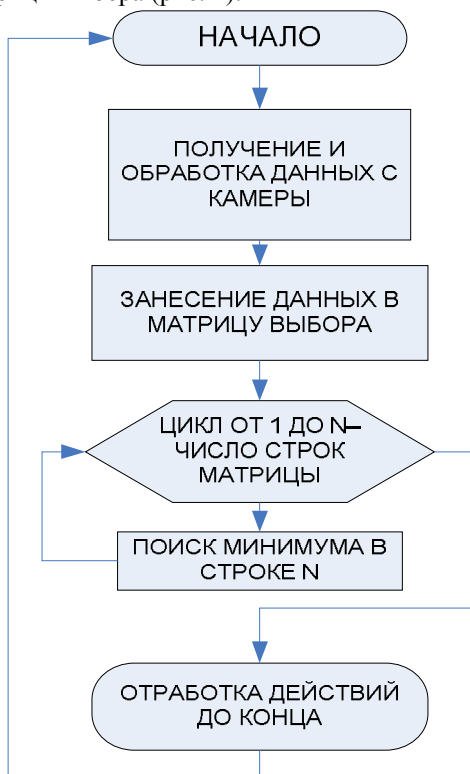 НАЧАЛО
ПОЛУЧЕНИЕ И
ОБРАБОТКА ДАННЫХ С
КАМЕРЫ
ЗАНЕСЕНИЕ ДАННЫХ В
МАТРИЦУ ВЫБОРА
ЦИКЛ ОТ 1 ДО N–
ЧИСЛО СТРОК
МАТРИЦЫ
ПОИСК МИНИМУМА В
СТРОКЕ N
ОТРАБОТКА ДЕЙСТВИЙ
ДО КОНЦА